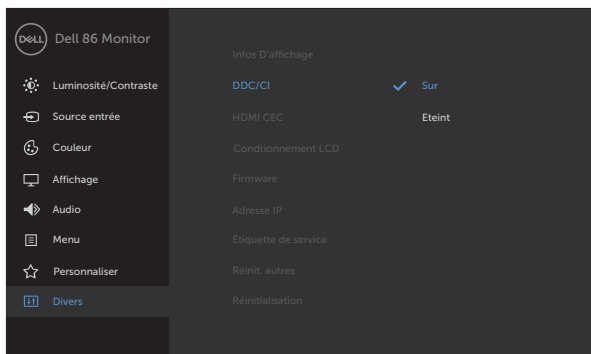 DELL Dell 86 Monitor
Luminosité/Contraste
Source entrée
Couleur
Affichage
Audio
Menu
Personnaliser
Divers
Infos D'affichage
DDC/CI Sur
HDMI CEC Eteint
Condtionnement LCD
Firmware
Adresse IP
Étiquette de service
Réinit. autres
Réinitialisation